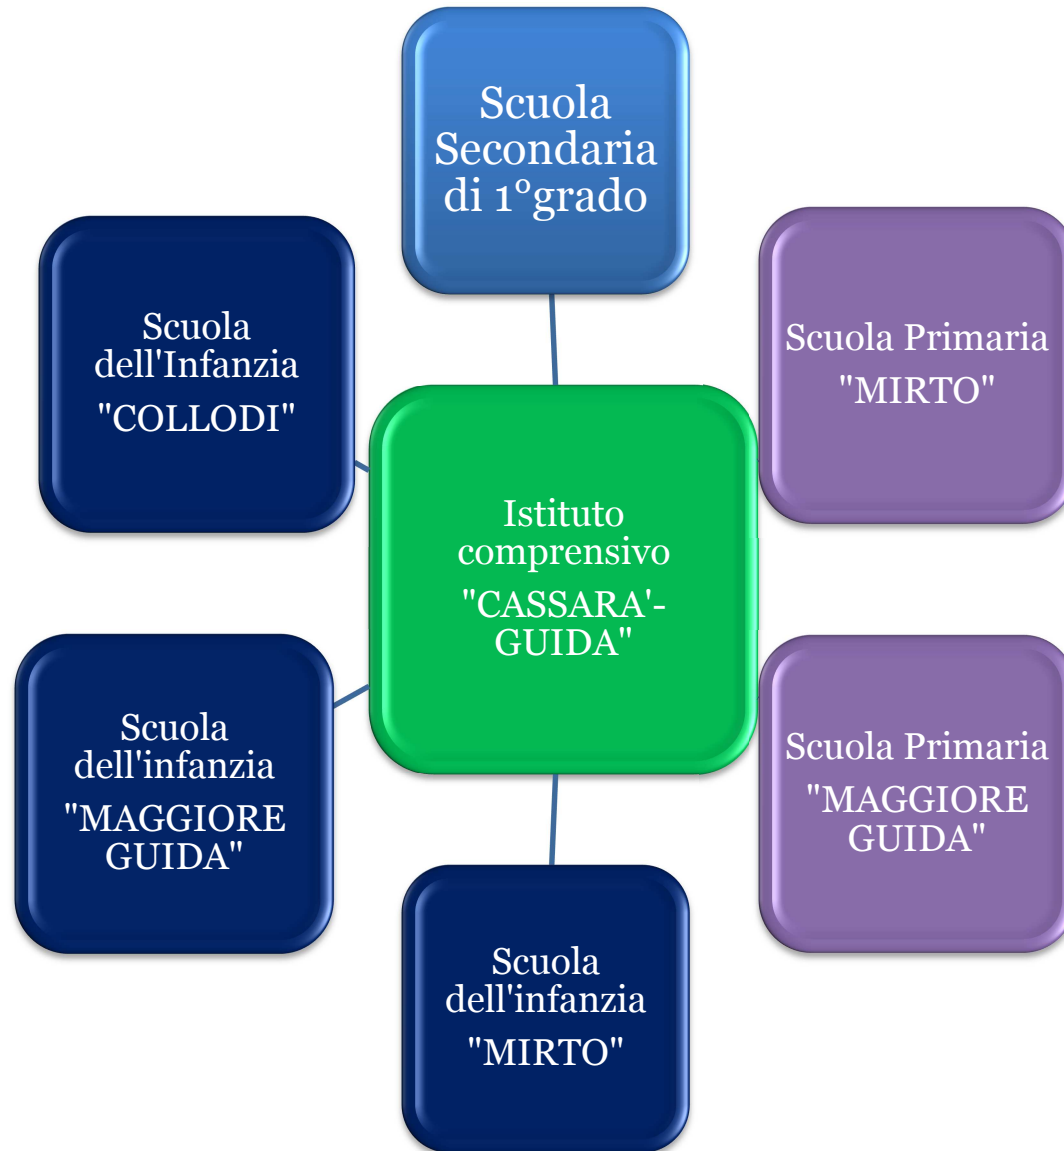 Scuola
Secondaria
di 1°grado
Scuola
dell'Infanzia
"COLLODI"
Scuola Primaria
"MIRTO"
Istituto
comprensivo
"CASSARA'-
GUIDA"
Scuola
dell'infanzia
"MAGGIORE
GUIDA"
Scuola Primaria
"MAGGIORE
GUIDA"
Scuola
dell'infanzia
"MIRTO"